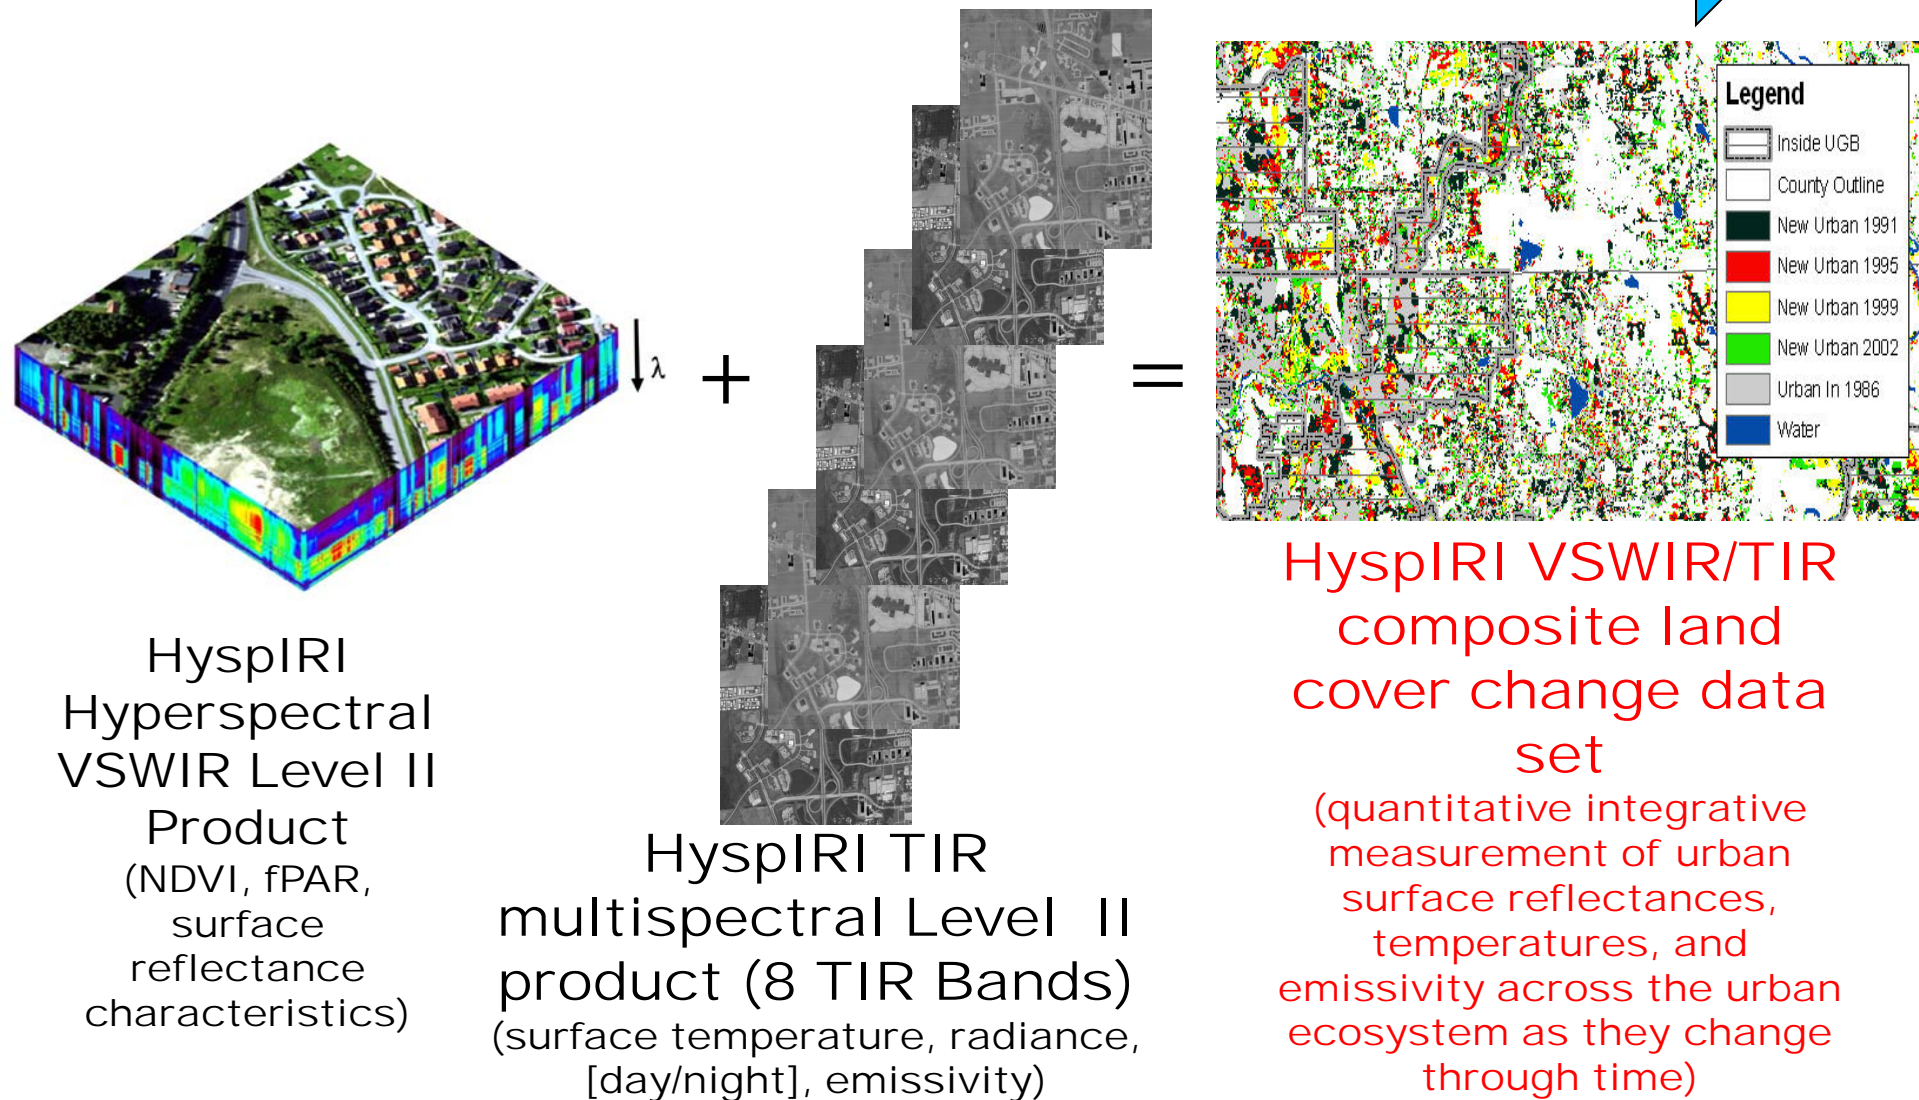 λ
+
=
Legend
Inside UGB
County Outline
New Urban 1991
New Urban 1995
New Urban 1999
New Urban 2002
Urban In 1986
Water
HyspIRI
Hyperspectral
VSWIR Level II
Product
(NDVI, fPAR,
surface
reflectance
characteristics)
HyspIRI TIR
multispectral Level II
product (8 TIR Bands)
(surface temperature, radiance,
[day/night], emissivity)
HyspIRI VSWIR/TIR
composite land
cover change data
set
(quantitative integrative
measurement of urban
surface reflectances,
temperatures, and
emissivity across the urban
ecosystem as they change
through time)